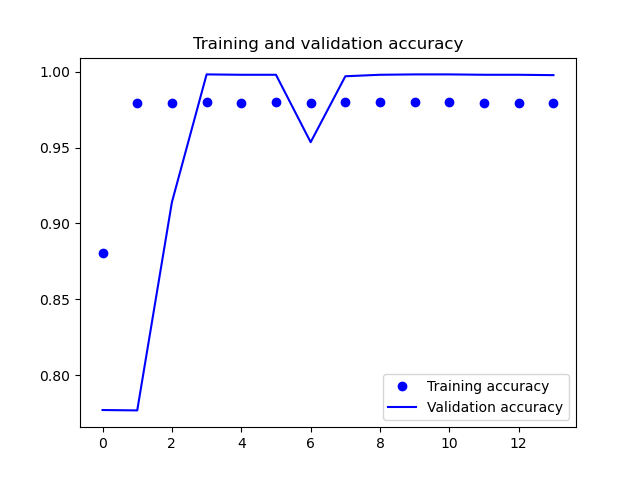 Training and validation accuracy
1.00
0.95
0.90
0.85
0.80
Training accuracy
Validation accuracy
0 2 4 6 8 10 12